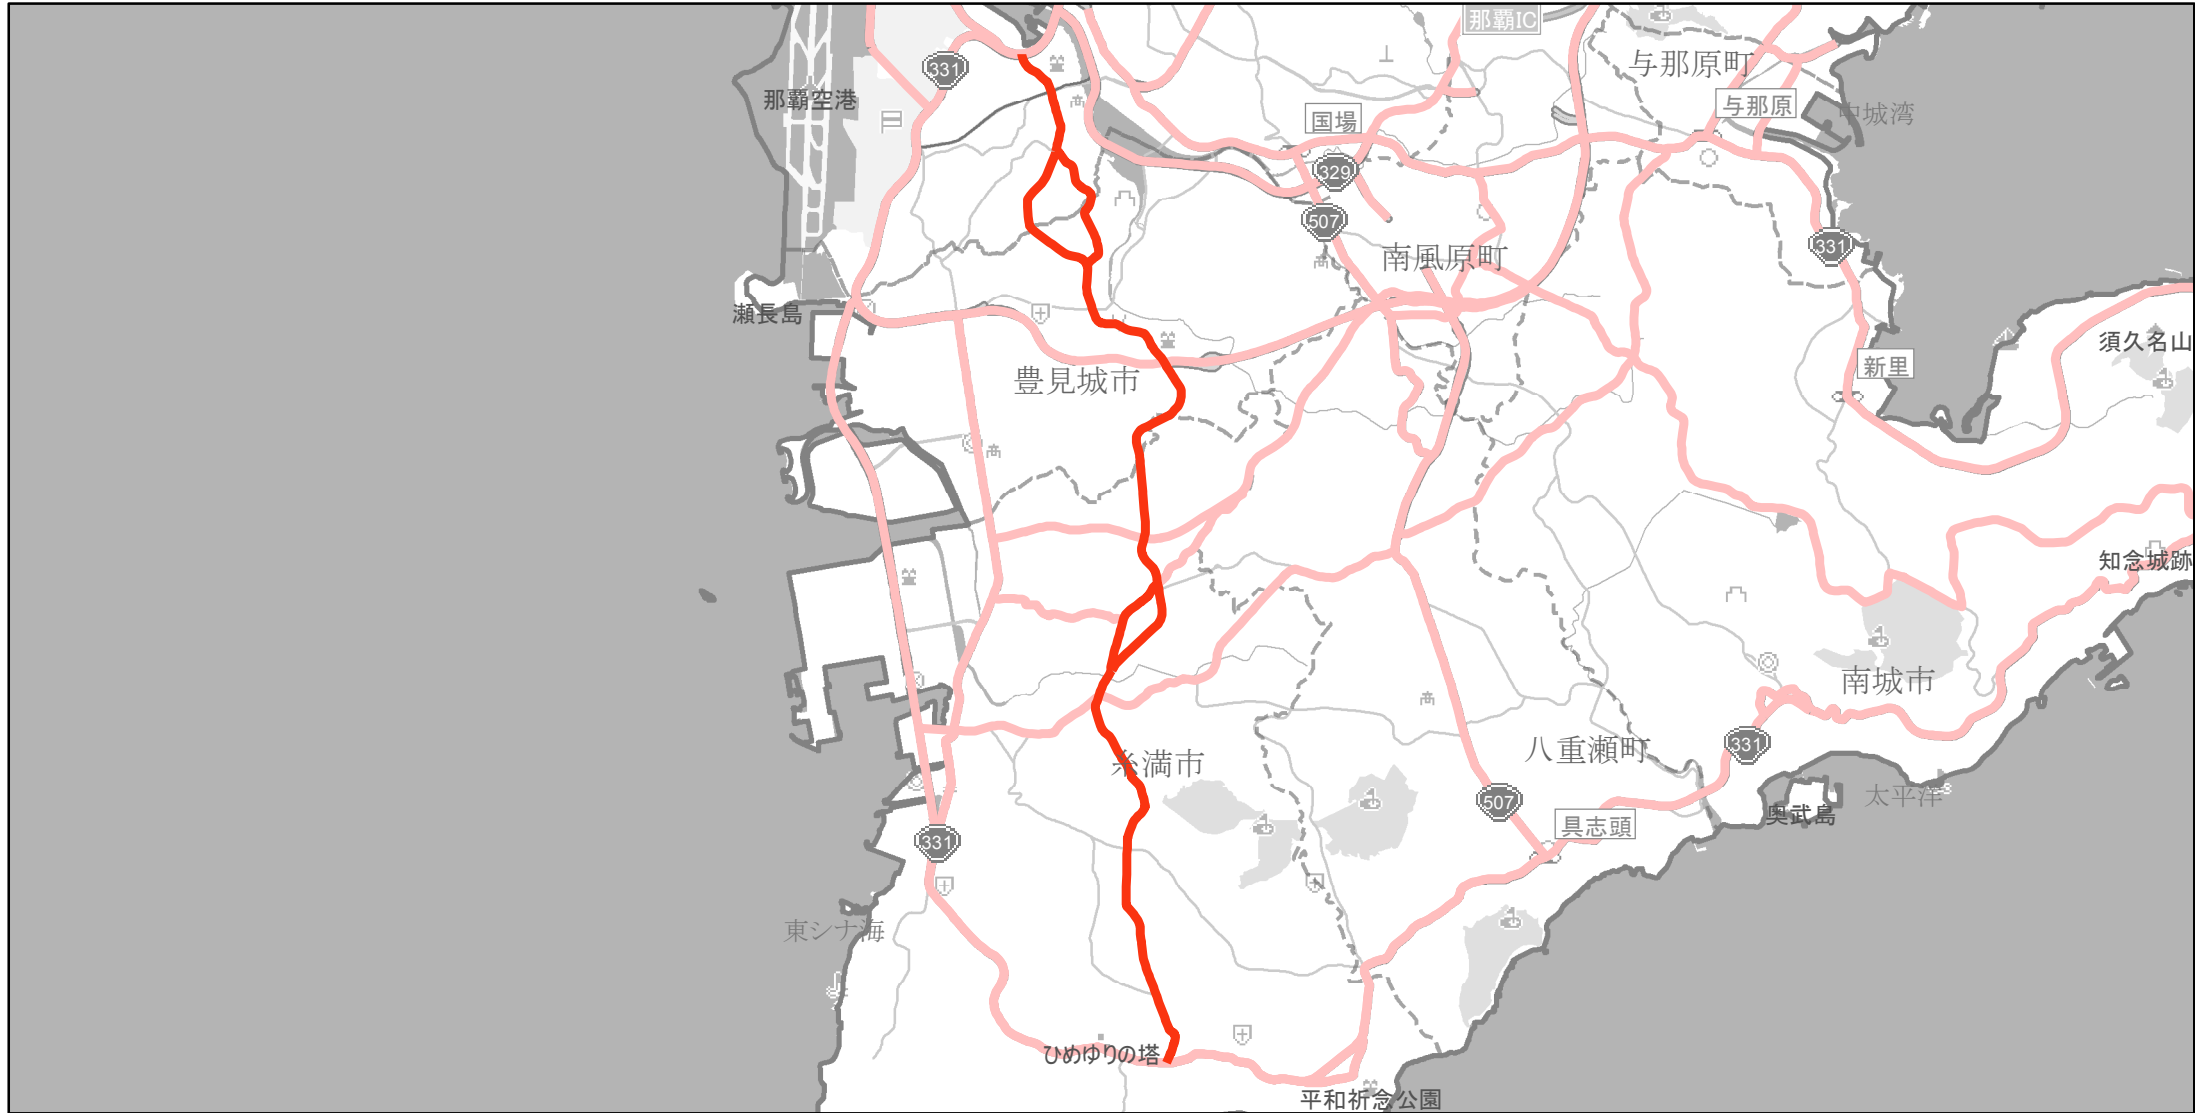 那覇IC
331
与那原町
那覇空港
与那原
中城湾
国場
329
507
南風原町
331
瀬長島
須久名山
新里
豊見城市
知念城跡
南城市
331
八重瀬町
糸満市
507
太平洋
奥武島
具志頭
331
東シナ海
ひめゆりの塔
平和祈念公園